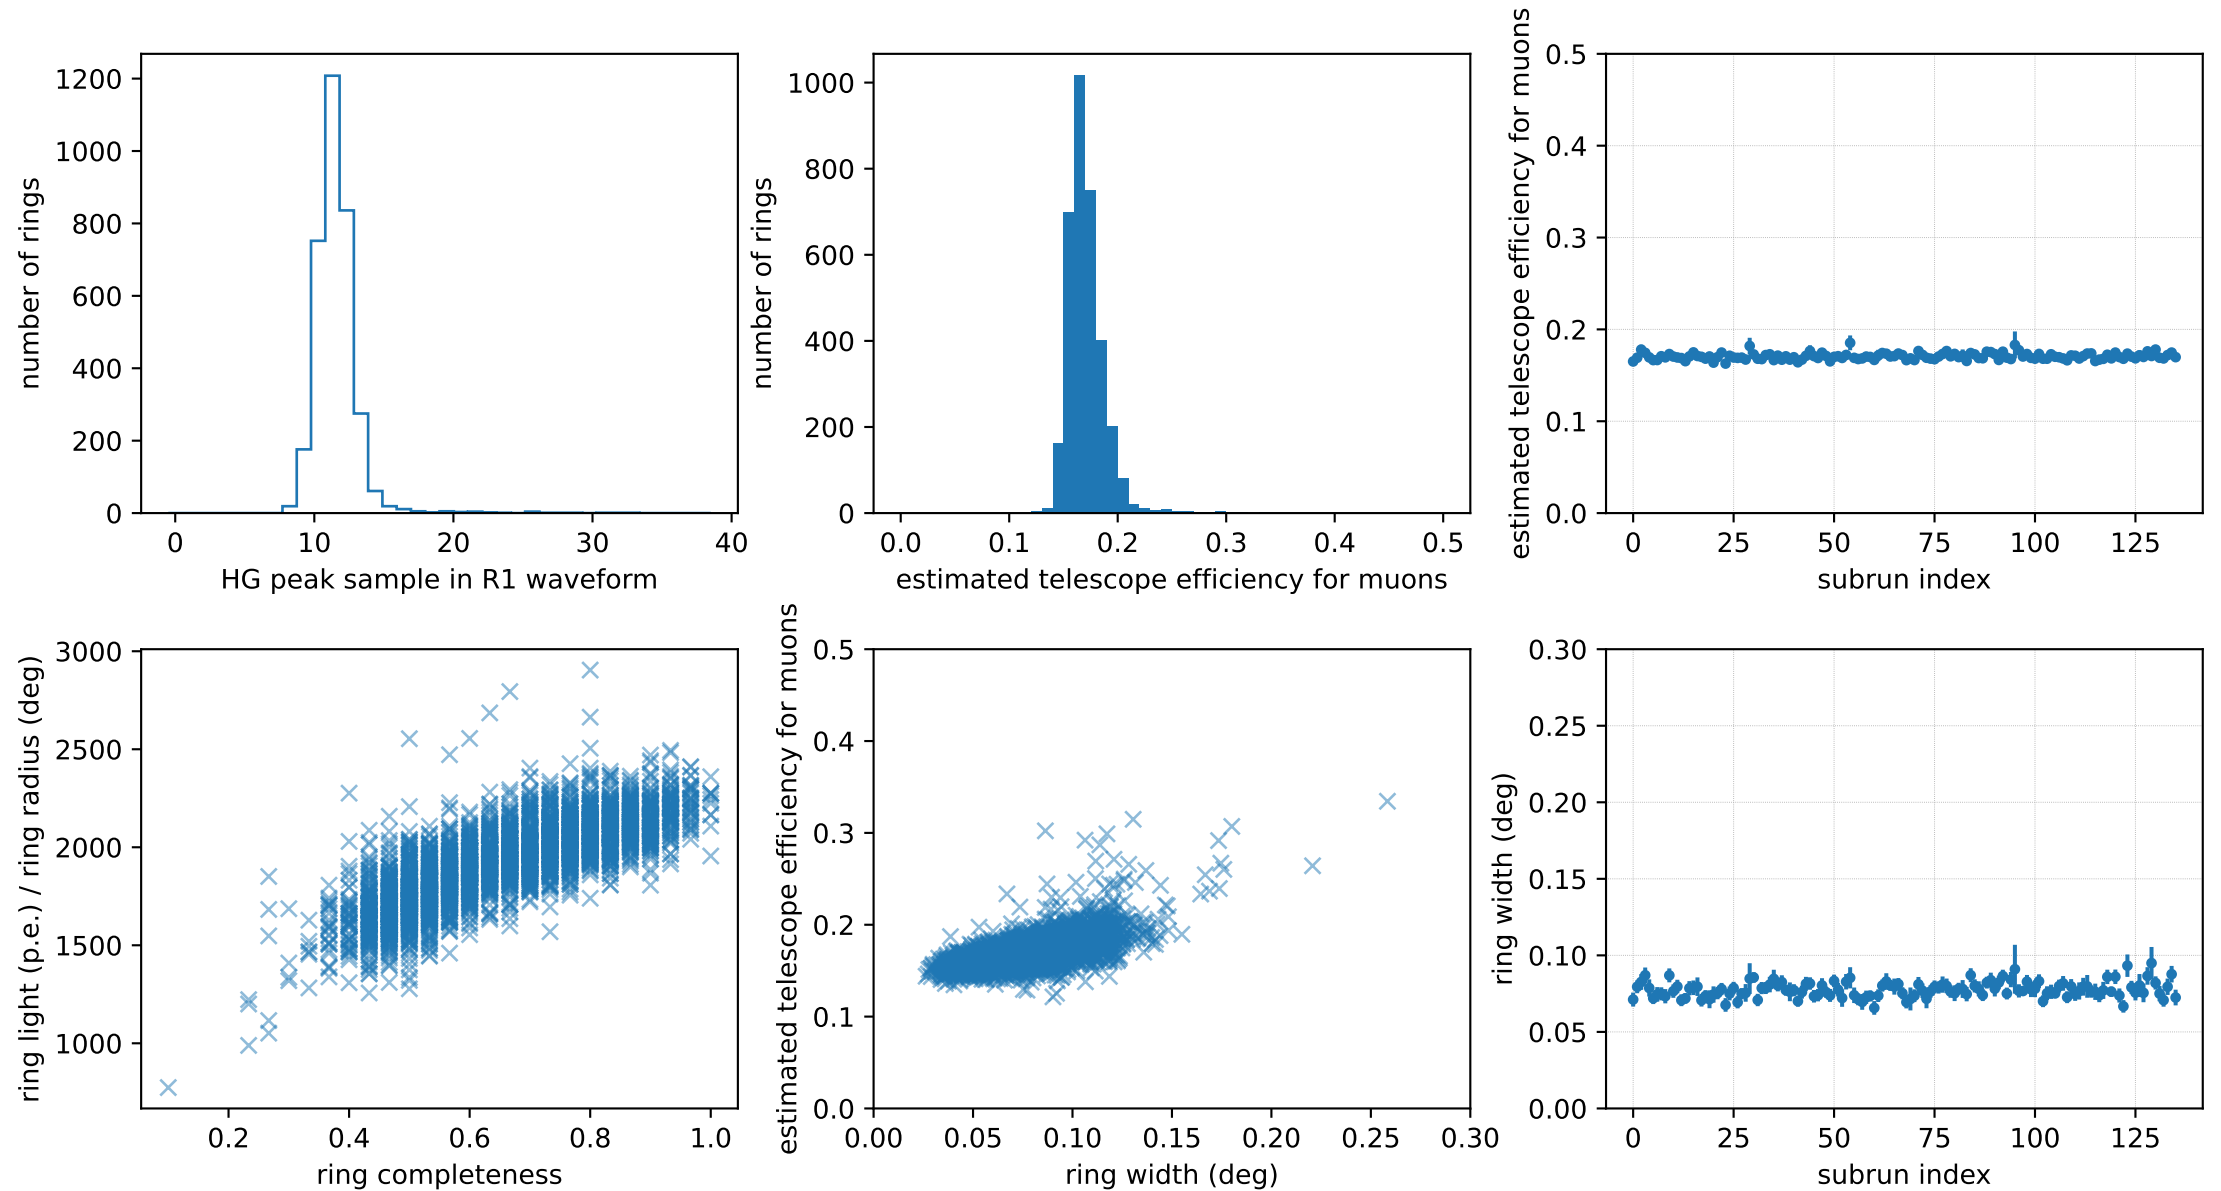 number of rings
1200
1000
800
600
400
200
0
0 10 20 30 40
HG peak sample in R1 waveform
number of rings
1000
800
600
400
200
0
0.0 0.1 0.2 0.3 0.4 0.5
estimated telescope efficiency for muons
estimated telescope efficiency for muons
0.5
0.4
0.3
0.2
0.1
0.0
0 25 50 75 100 125
subrun index
ring light (p.e.) / ring radius (deg)
3000
2500
2000
1500
1000
0.2 0.4 0.6 0.8 1.0
ring completeness
estimated telescope efficiency for muons
0.5
0.4
0.3
0.2
0.1
0.0
0.00 0.05 0.10 0.15 0.20 0.25 0.30
ring width (deg)
ring width (deg)
0.30
0.25
0.20
0.15
0.10
0.05
0.00
0 25 50 75 100 125
subrun index